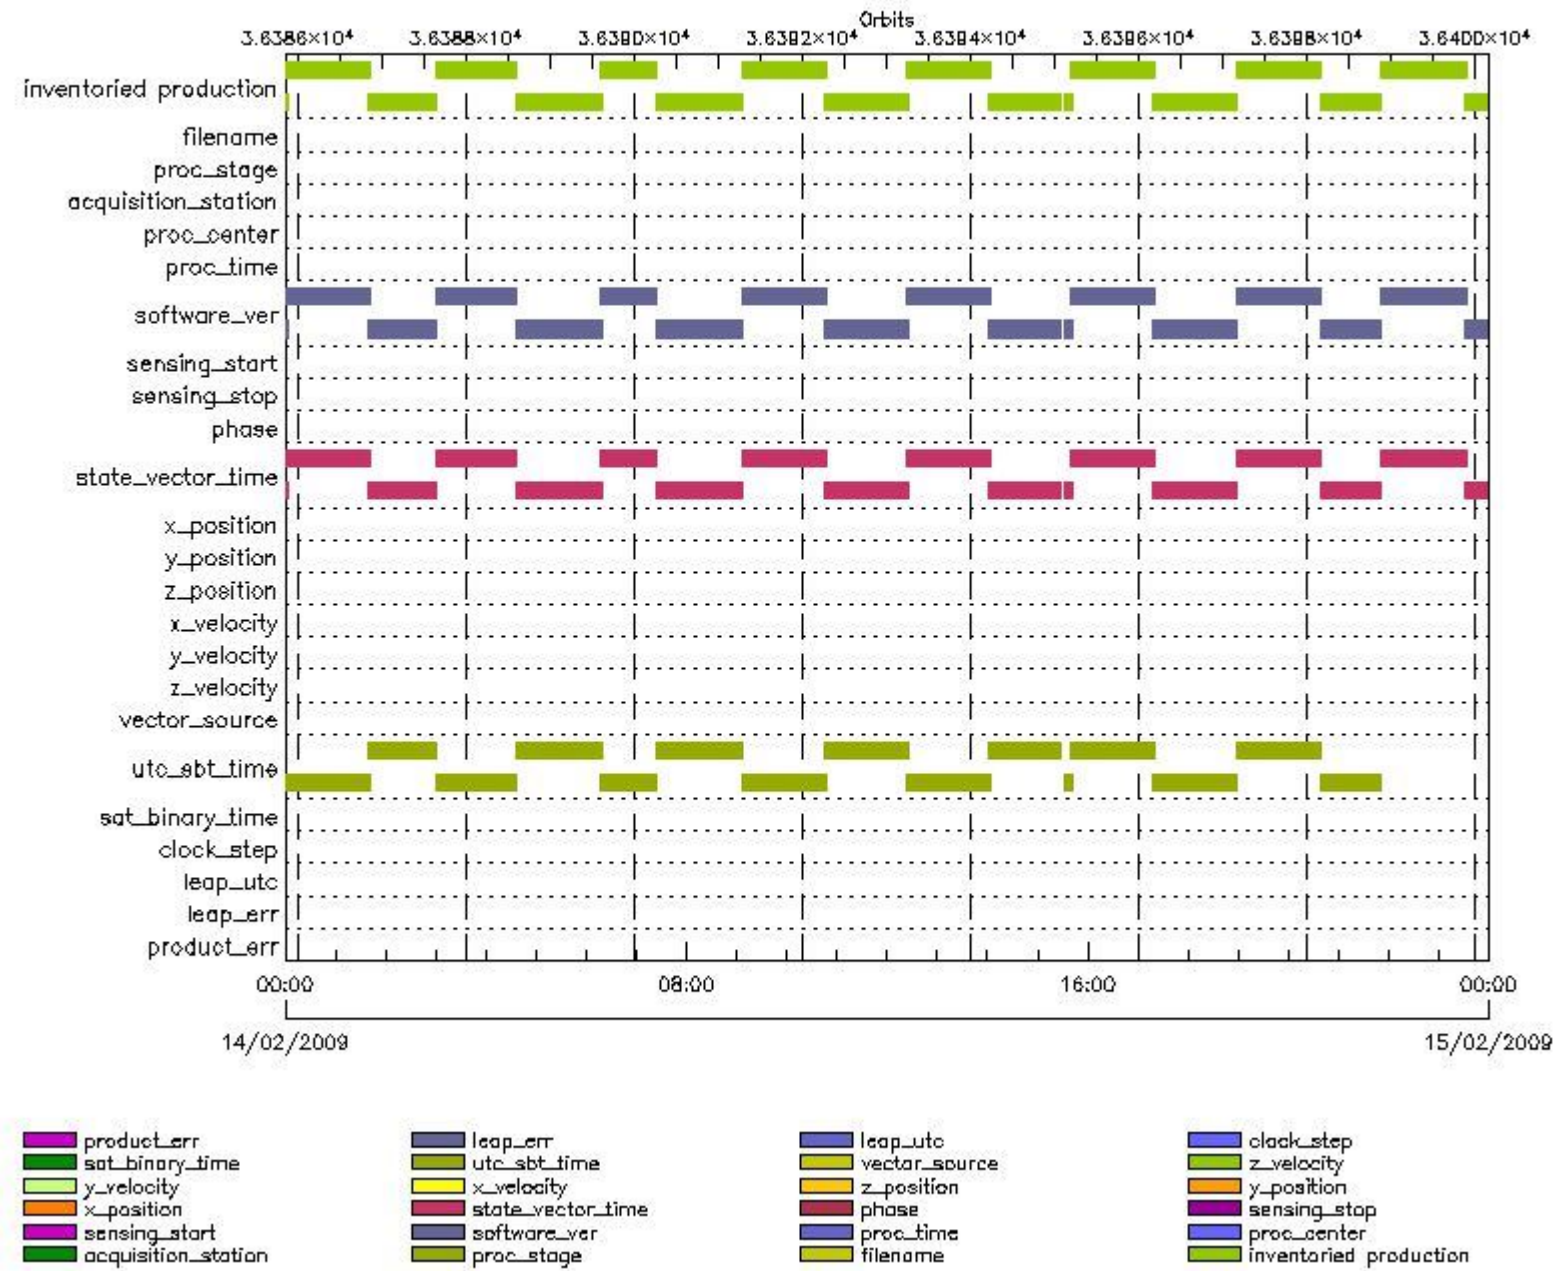 Orbits
3.6386×10⁴ 3.6388×10⁴ 3.6390×10⁴ 3.6392×10⁴ 3.6394×10⁴ 3.6396×10⁴ 3.6398×10⁴ 3.6400×10⁴
inventoried production
filename
proc_stage
acquisition_station
proc_center
proc_time
software_ver
sensing_start
sensing_stop
phase
state_vector_time
x_position
y_position
z_position
x_velocity
y_velocity
z_velocity
vector_source
utc_sbt_time
sat_binary_time
clock_step
leap_utc
leap_err
product_err
00:00 08:00 16:00 00:00
14/02/2009 15/02/2009
product_err leap_err leap_utc clock_step
sat_binary_time utc_sbt_time vector_source z_velocity
y_velocity x_velocity z_position y_position
x_position state_vector_time phase sensing_stop
sensing_start software_ver proc_time proc_center
acquisition_station proc_stage filename inventoried production